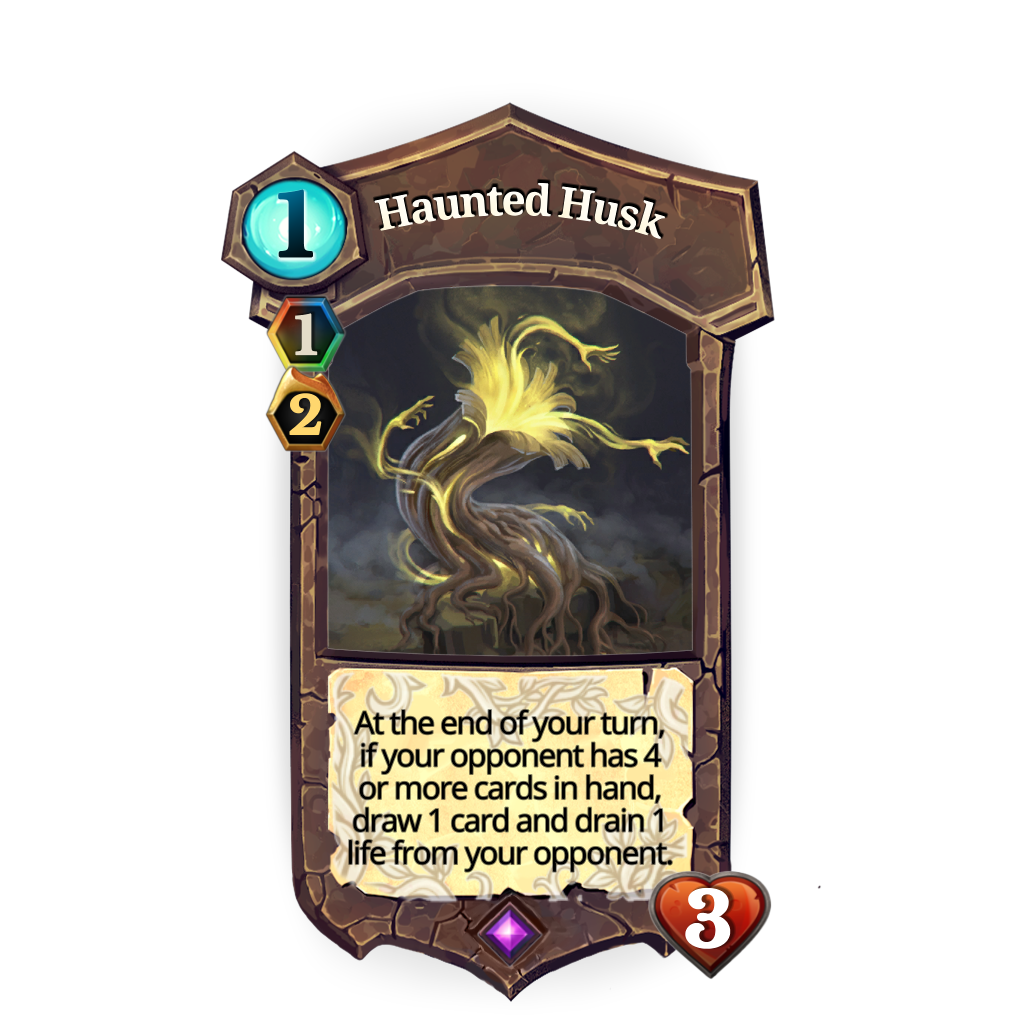 Haunted Husk
1
1
2
At the end of your turn,
if your opponent has 4
or more cards in hand,
draw 1 card and drain 1
life from your opponent.
3